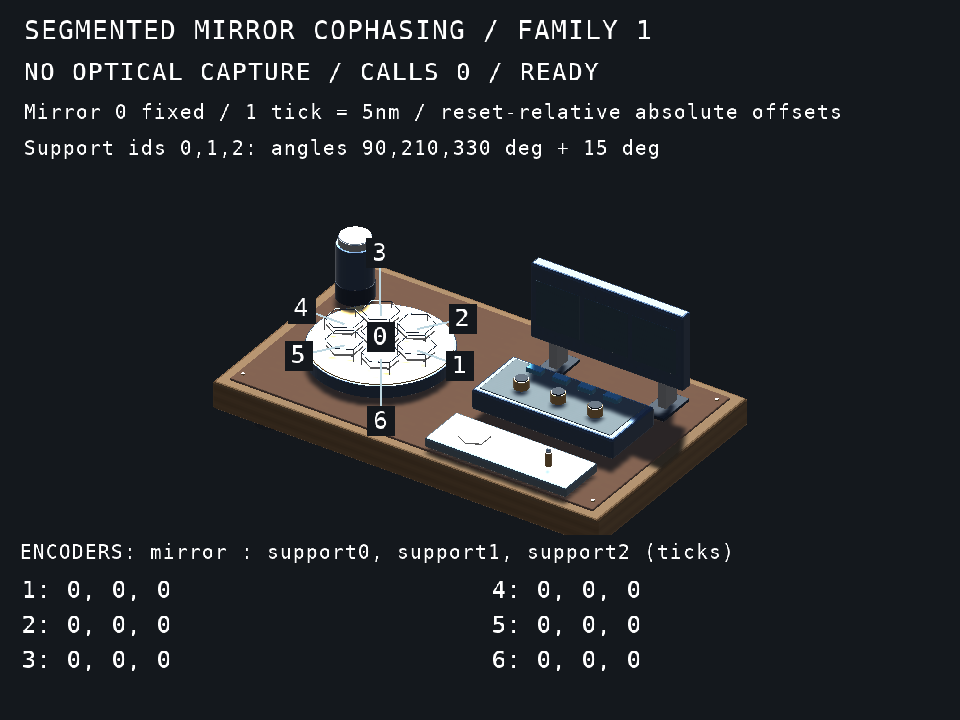 SEGMENTED MIRROR COPHASING / FAMILY 1
NO OPTICAL CAPTURE / CALLS 0 / READY
Mirror 0 fixed / 1 tick = 5nm / reset-relative absolute offsets
Support ids 0,1,2: angles 90,210,330 deg + 15 deg
3
4
2
0
5
1
6
ENCODERS: mirror : support0, support1, support2 (ticks)
1: 0, 0, 0
2: 0, 0, 0
3: 0, 0, 0
4: 0, 0, 0
5: 0, 0, 0
6: 0, 0, 0